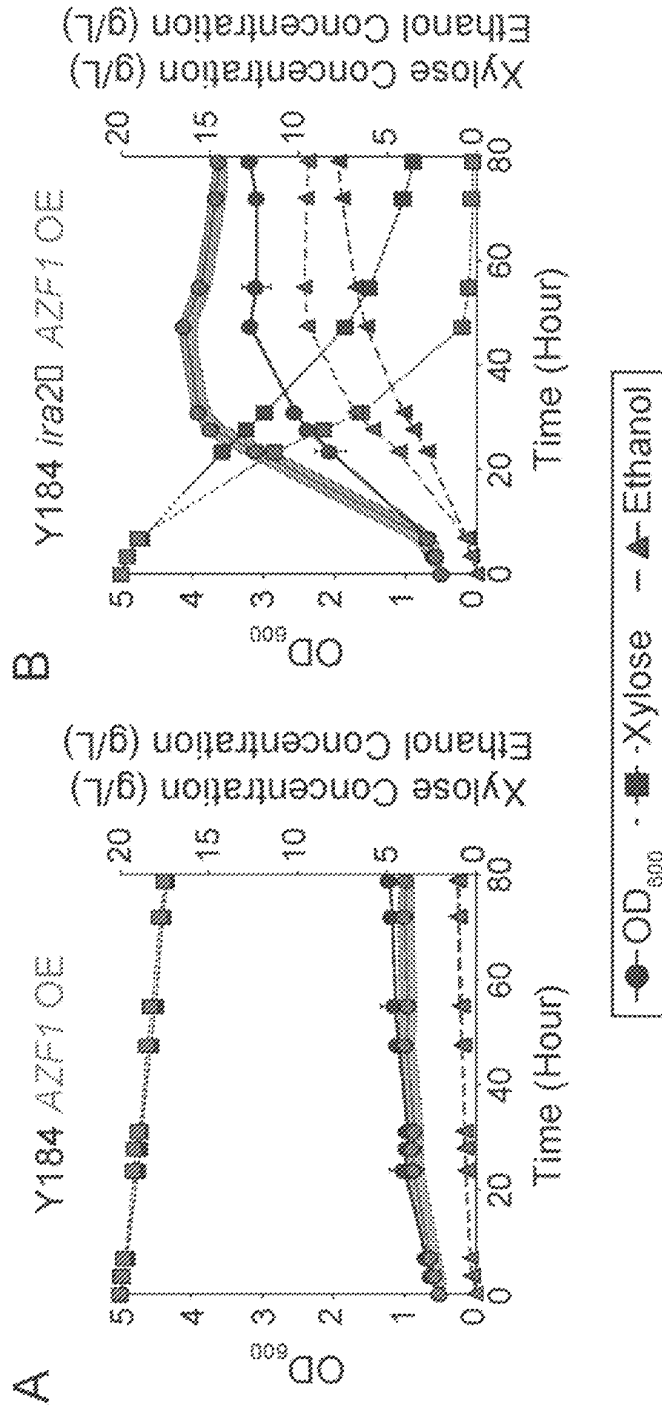 A
Y184 AZF1 OE
OD600
5
4
3
2
1
0
20
15
10
5
0
Xylose Concentration (g/L)
Ethanol Concentration (g/L)
0
20
40
60
80
Time (Hour)
B
Y184 ira2Δ AZF1 OE
OD600
5
4
3
2
1
0
20
15
10
5
0
Xylose Concentration (g/L)
Ethanol Concentration (g/L)
0
20
40
60
80
Time (Hour)
OD600 Xylose Ethanol